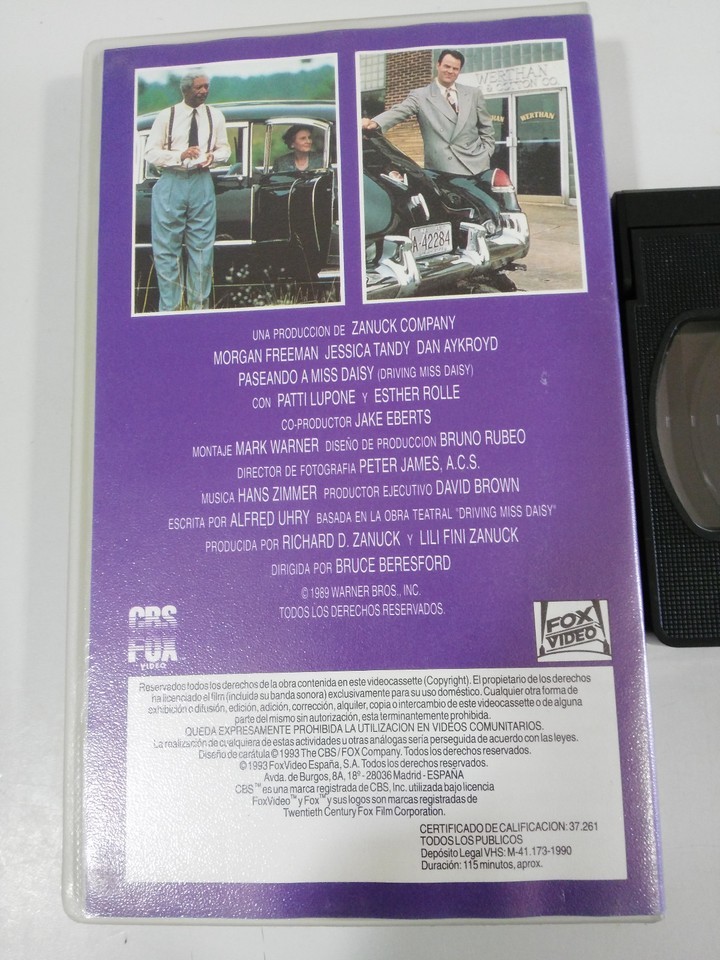 WERTHAN
& COTTON CO.
HAN
WERTHAN
A-42284
UNA PRODUCCION DE ZANUCK COMPANY
MORGAN FREEMAN JESSICA TANDY DAN AYKROYD
PASEANDO A MISS DAISY (DRIVING MISS DAISY)
CON PATTI LUPONE Y ESTHER ROLLE
CO-PRODUCTOR JAKE EBERTS
MONTAJE MARK WARNER DISEÑO DE PRODUCCION BRUNO RUBEO
DIRECTOR DE FOTOGRAFIA PETER JAMES, A.C.S.
MUSICA HANS ZIMMER PRODUCTOR EJECUTIVO DAVID BROWN
ESCRITA POR ALFRED UHRY BASADA EN LA OBRA TEATRAL "DRIVING MISS DAISY"
PRODUCIDA POR RICHARD D. ZANUCK Y LILI FINI ZANUCK
DIRIGIDA POR BRUCE BERESFORD
© 1989 WARNER BROS., INC.
TODOS LOS DERECHOS RESERVADOS.
CBS
FOX
VIDEO
FOX
VIDEO
Reservados todos los derechos de la obra contenida en este videocassette (Copyright). El propietario de los derechos
ha licenciado el film (incluida su banda sonora) exclusivamente para su uso doméstico. Cualquier otra forma de
exhibición o difusión, edición, adición, corrección, alquiler, copia o intercambio de este videocassette o de alguna
parte del mismo sin autorización, esta terminantemente prohibida.
QUEDA EXPRESAMENTE PROHIBIDA LA UTILIZACION EN VIDEOS COMUNITARIOS.
La realización de cualquiera de estas actividades u otras análogas sería perseguida de acuerdo con las leyes.
Diseño de carátula © 1993 The CBS / FOX Company. Todos los derechos reservados.
© 1993 FoxVideo España, S.A. Todos los derechos reservados.
Avda. de Burgos, 8A, 18º - 28036 Madrid - ESPAÑA
CBS™ es una marca registrada de CBS, Inc. utilizada bajo licencia
FoxVideo™ y Fox™ y sus logos son marcas registradas de
Twentieth Century Fox Film Corporation.
CERTIFICADO DE CALIFICACION: 37.261
TODOS LOS PUBLICOS
Depósito Legal VHS: M-41.173-1990
Duración: 115 minutos, aprox.